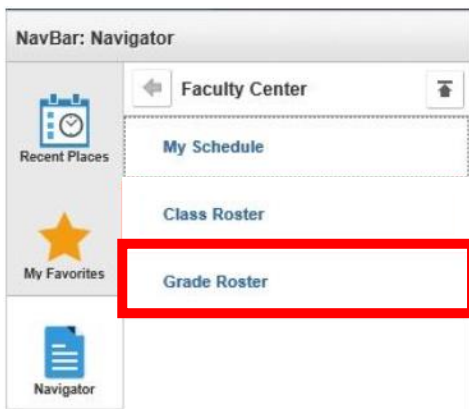 NavBar: Navigator
Recent Places
My Favorites
Navigator
Faculty Center
My Schedule
Class Roster
Grade Roster